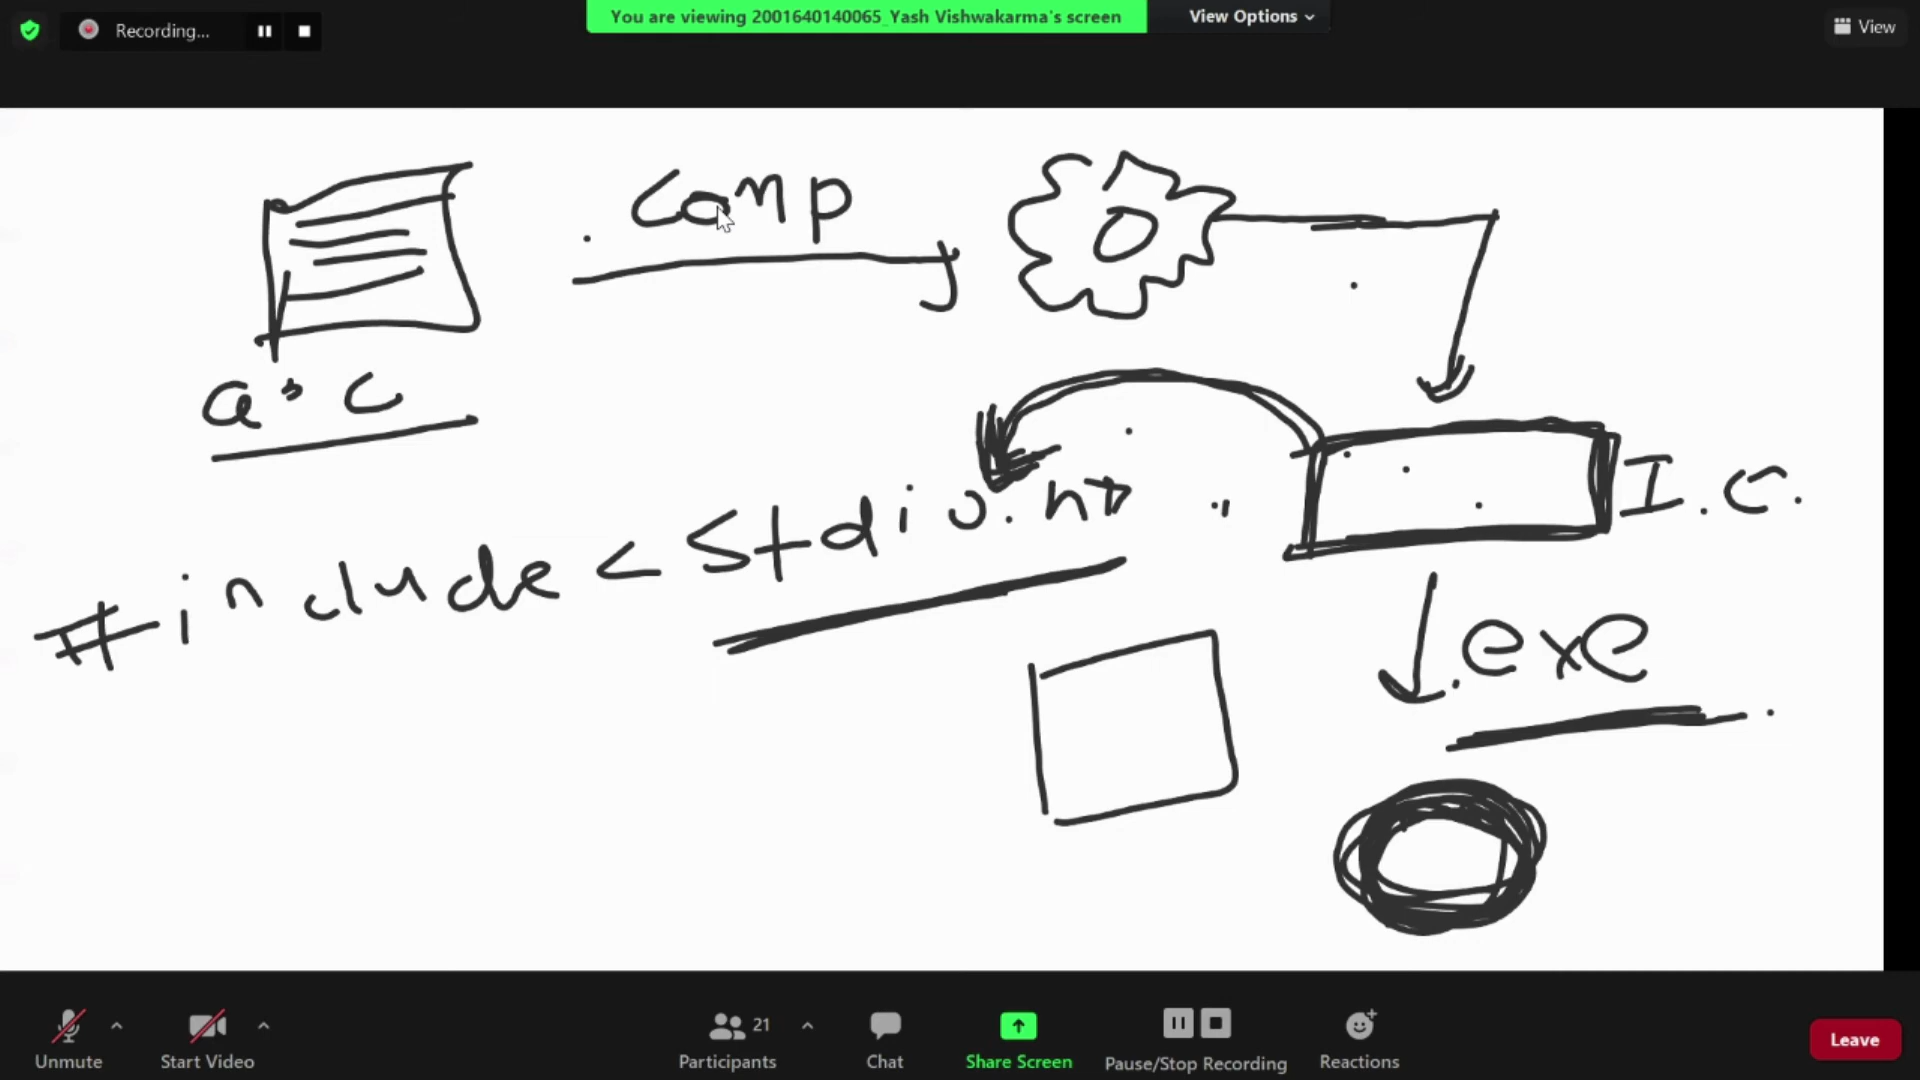 Recording...
You are viewing 2001640140065_Yash Vishwakarma's screen
View Options
View
Comp
a.c
I.C.
#include <Stdio.h>
.exe
Unmute
Start Video
21
Participants
Chat
Share Screen
Pause/Stop Recording
Reactions
Leave